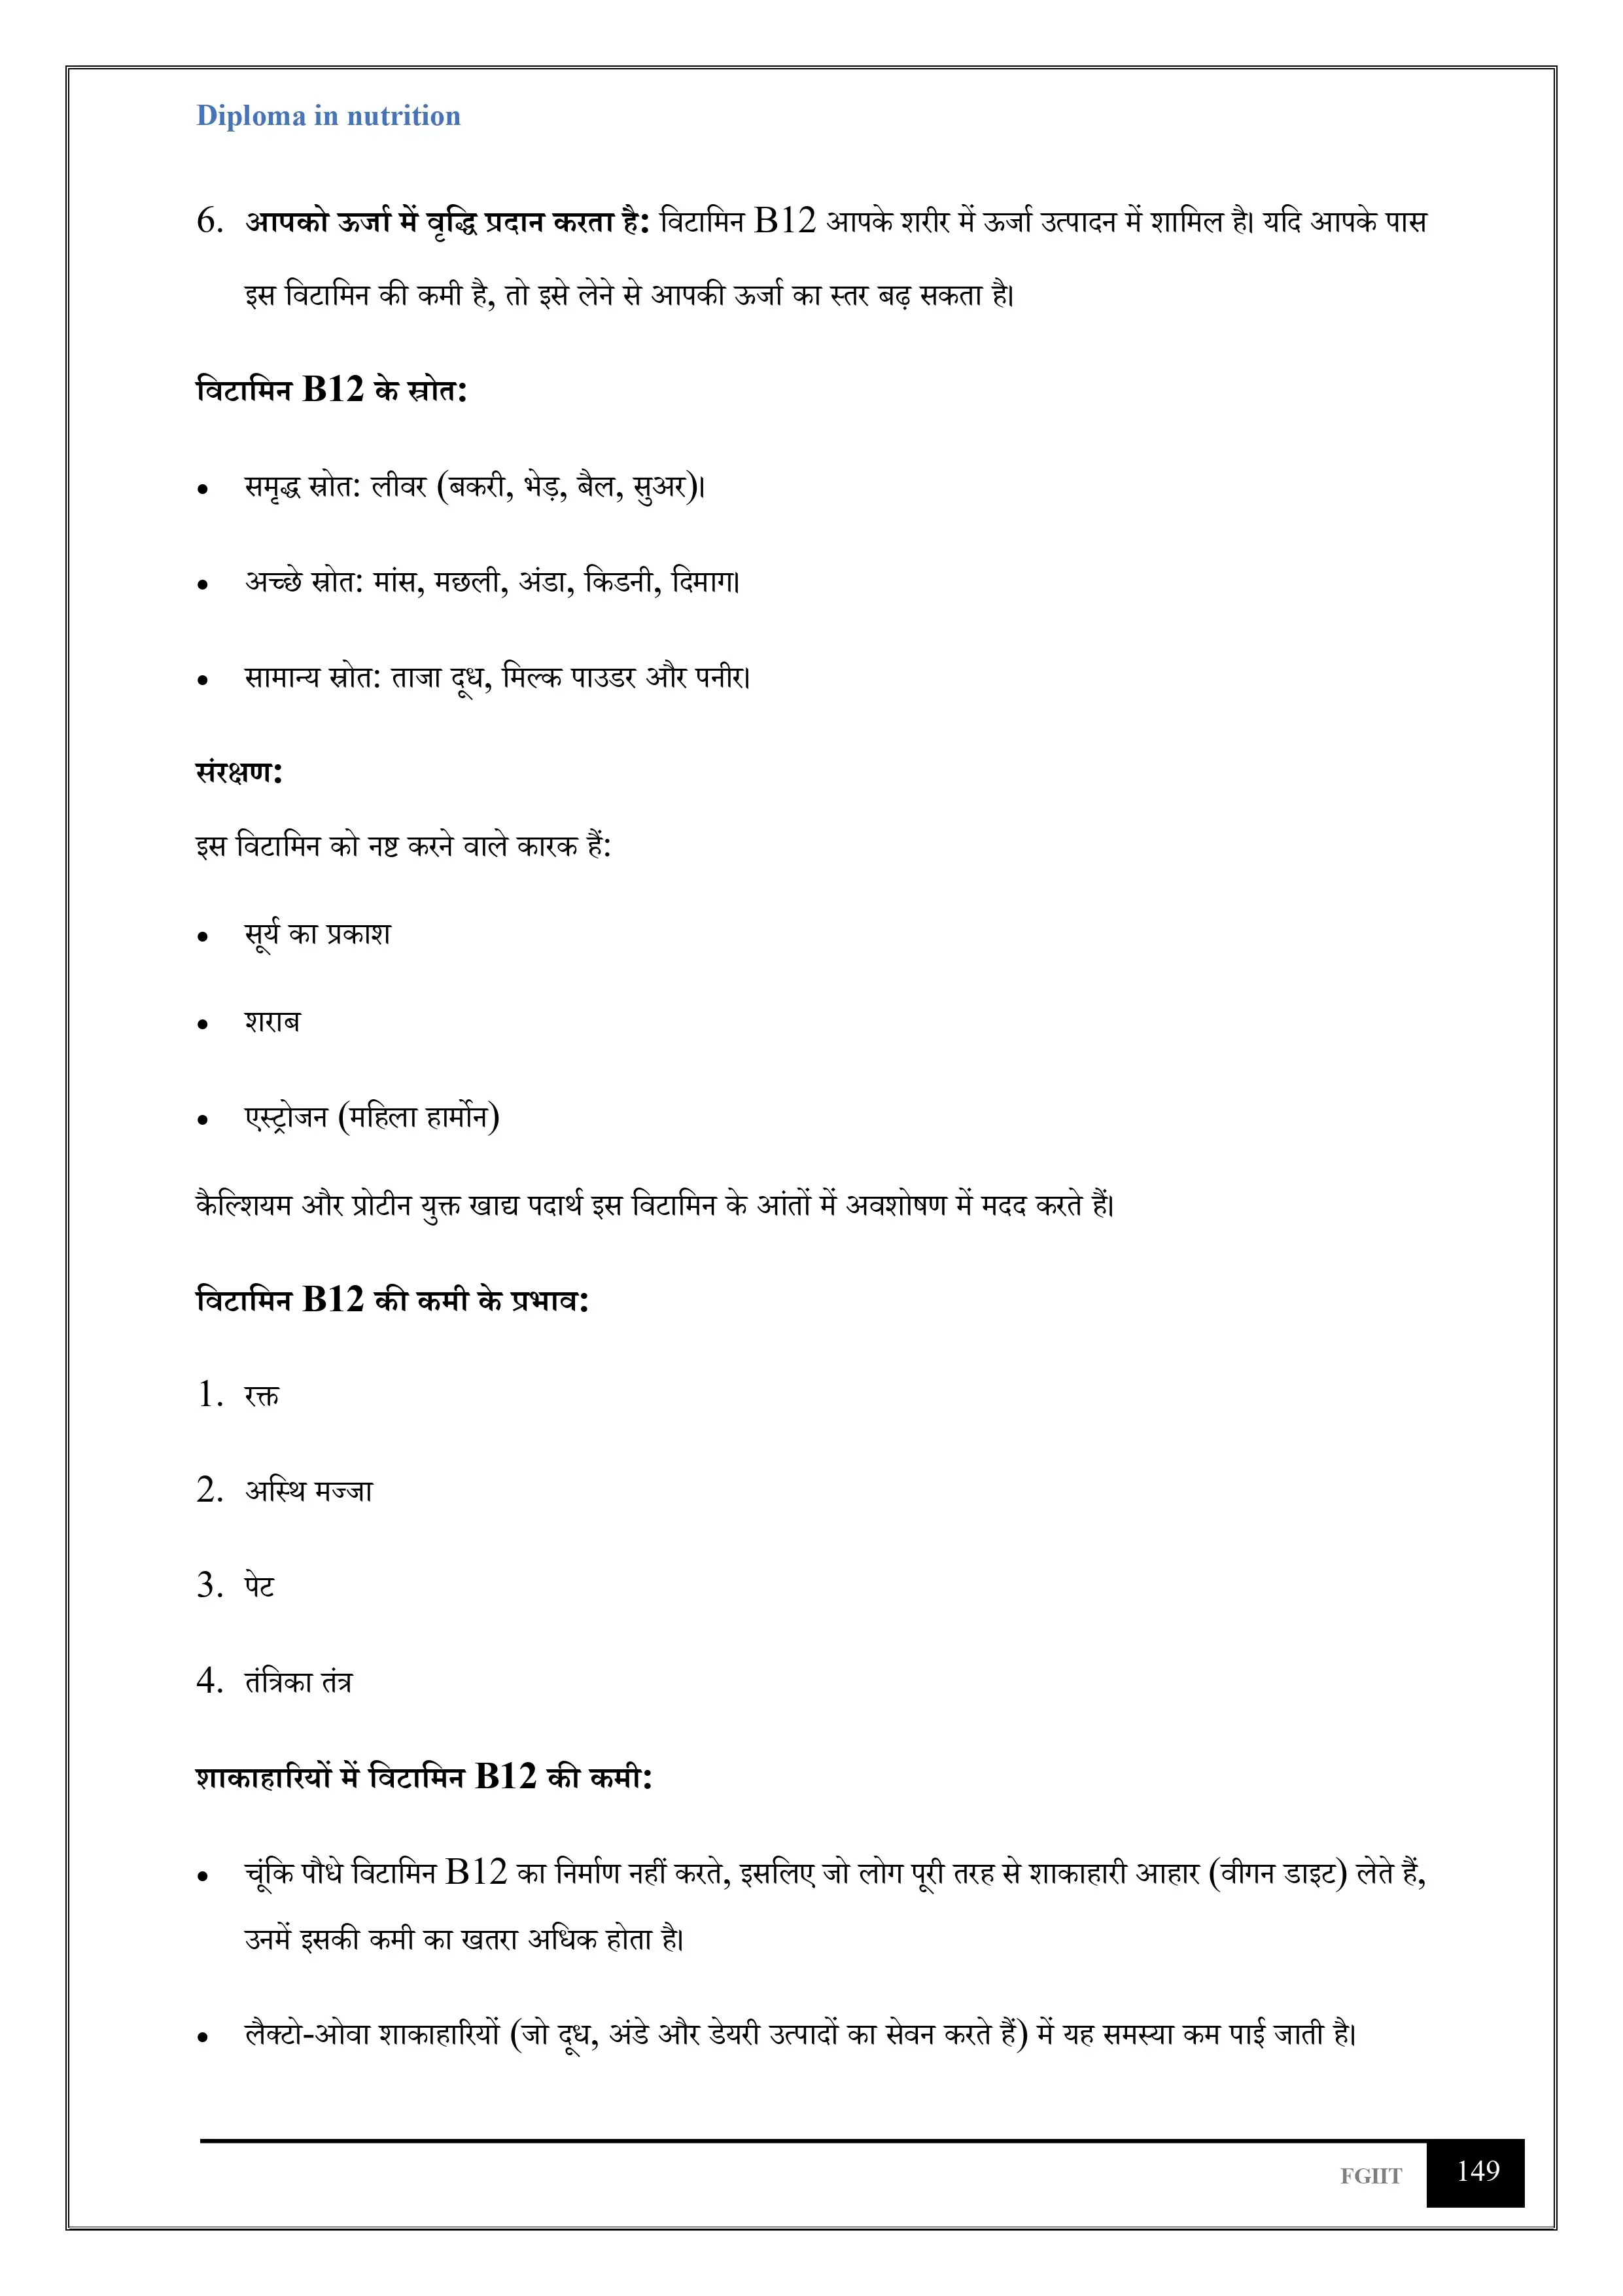 Diploma in nutrition
6. आपको ऊर्जा में वृद्धि प्रदान करता है: विटामिन B12 आपके शरीर में ऊर्जा उत्पादन में शामिल है। यदि आपके पास
इस विटामिन की कमी है, तो इसे लेने से आपकी ऊर्जा का स्तर बढ़ सकता है।
विटामिन B12 के स्रोत:
• समृद्ध स्रोत: लीवर (बकरी, भेड़, बैल, सुअर)।
• अच्छे स्रोत: मांस, मछली, अंडा, किडनी, दिमाग।
• सामान्य स्रोत: ताजा दूध, मिल्क पाउडर और पनीर।
संरक्षण:
इस विटामिन को नष्ट करने वाले कारक हैं:
• सूर्य का प्रकाश
• शराब
• एस्ट्रोजन (महिला हार्मोन)
कैल्शियम और प्रोटीन युक्त खाद्य पदार्थ इस विटामिन के आंतों में अवशोषण में मदद करते हैं।
विटामिन B12 की कमी के प्रभाव:
1. रक्त
2. अस्थि मज्जा
3. पेट
4. तंत्रिका तंत्र
शाकाहारियों में विटामिन B12 की कमी:
• चूंकि पौधे विटामिन B12 का निर्माण नहीं करते, इसलिए जो लोग पूरी तरह से शाकाहारी आहार (वीगन डाइट) लेते हैं,
उनमें इसकी कमी का खतरा अधिक होता है।
• लैक्टो-ओवा शाकाहारियों (जो दूध, अंडे और डेयरी उत्पादों का सेवन करते हैं) में यह समस्या कम पाई जाती है।
FGIIT 149